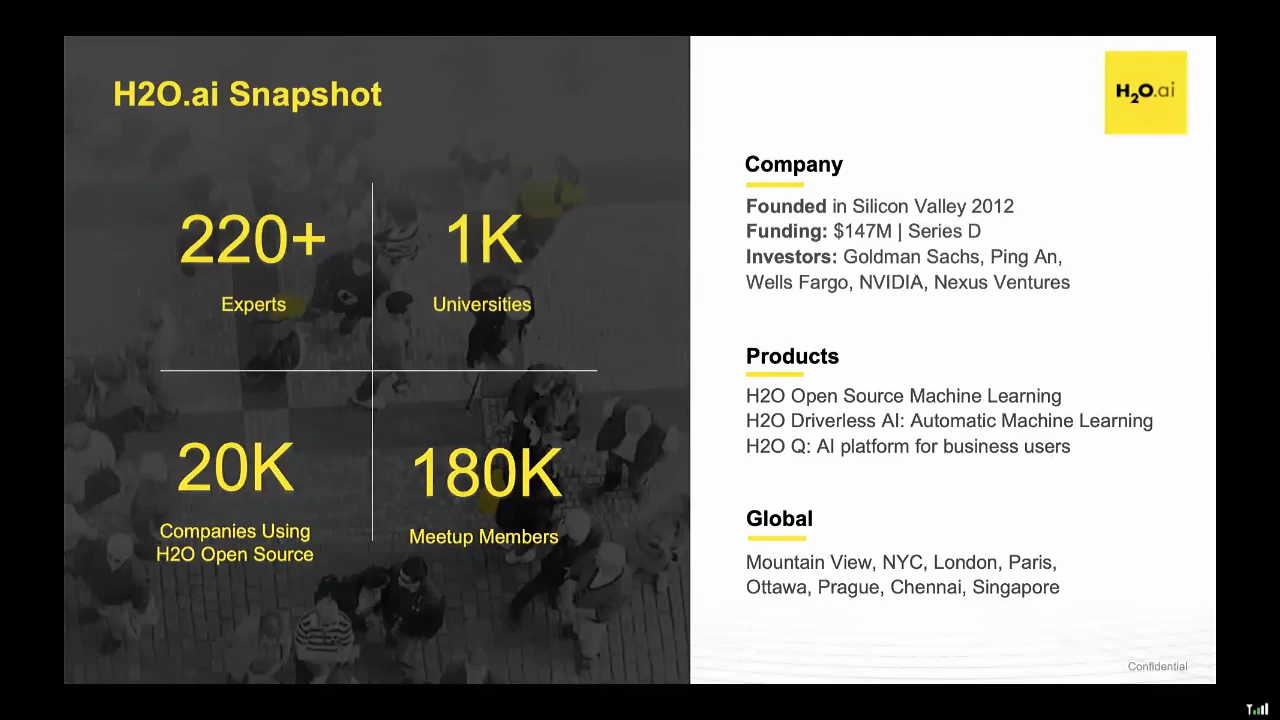 H2O.ai Snapshot
220+
Experts
1K
Universities
20K
Companies Using
H2O Open Source
180K
Meetup Members
H2O.ai
Company
Founded in Silicon Valley 2012
Funding: $147M | Series D
Investors: Goldman Sachs, Ping An,
Wells Fargo, NVIDIA, Nexus Ventures
Products
H2O Open Source Machine Learning
H2O Driverless AI: Automatic Machine Learning
H2O Q: AI platform for business users
Global
Mountain View, NYC, London, Paris,
Ottawa, Prague, Chennai, Singapore
Confidential